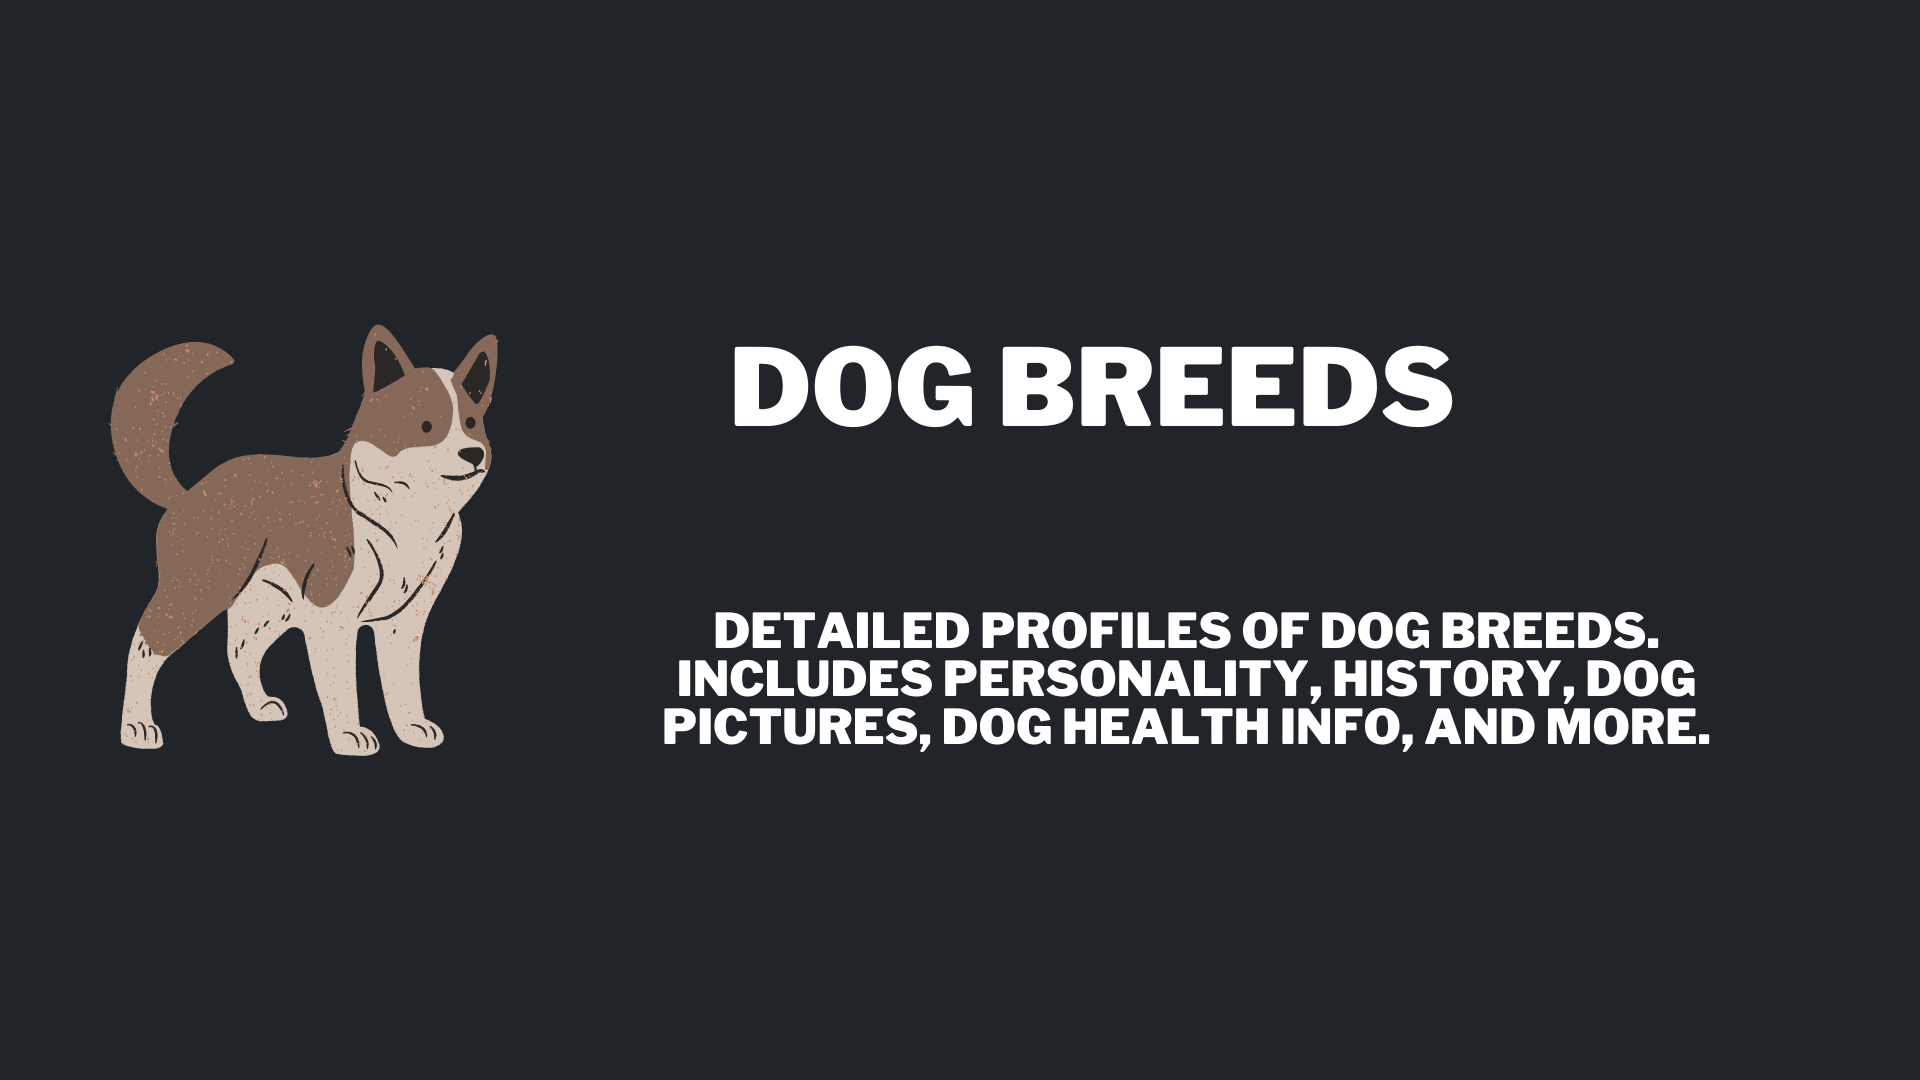 DOG BREEDS
DETAILED PROFILES OF DOG BREEDS.
INCLUDES PERSONALITY, HISTORY, DOG
PICTURES, DOG HEALTH INFO, AND MORE.